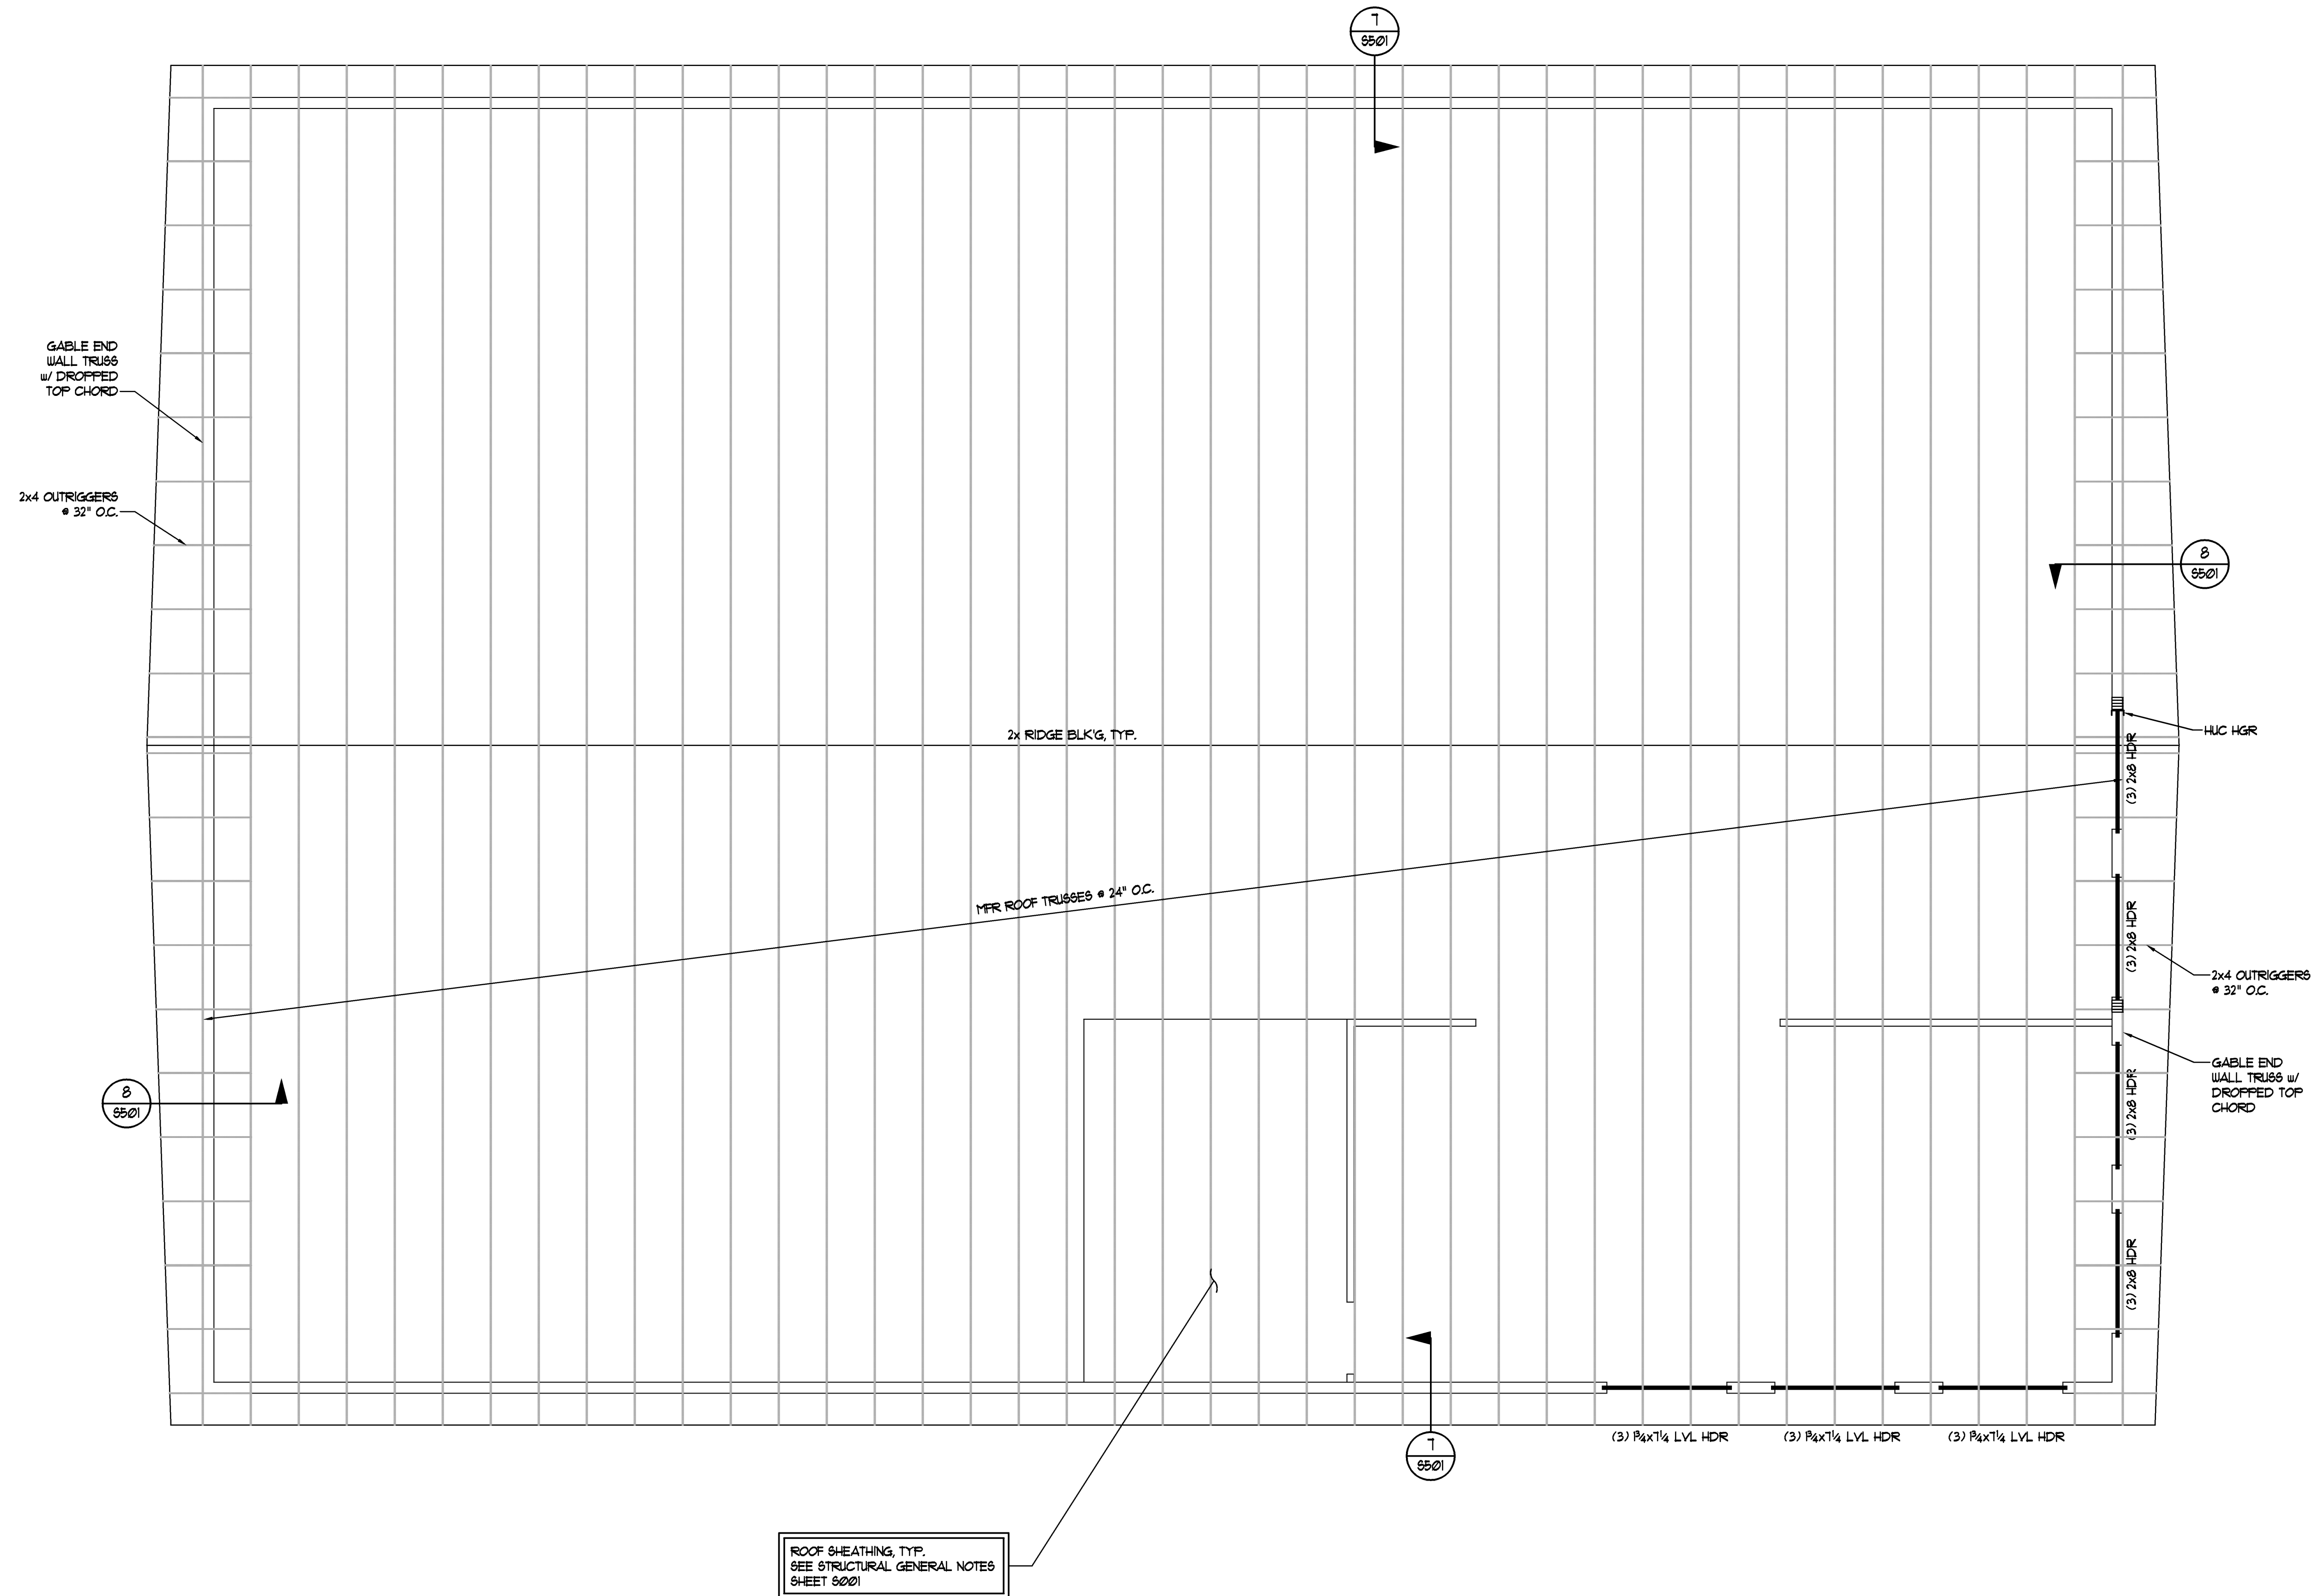 7
S501
GABLE END
WALL TRUSS
w/ DROPPED
TOP CHORD
2x4 OUTRIGGERS
@ 32" O.C.
8
S501
2x RIDGE BLK'G, TYP.
HUC HGR
(3) 2x8 HDR
MFR ROOF TRUSSES @ 24" O.C.
(3) 2x8 HDR
2x4 OUTRIGGERS
@ 32" O.C.
GABLE END
WALL TRUSS w/
DROPPED TOP
CHORD
8
S501
(3) 2x8 HDR
(3) 2x8 HDR
(3) 1¾x7¼ LVL HDR
(3) 1¾x7¼ LVL HDR
(3) 1¾x7¼ LVL HDR
7
S501
ROOF SHEATHING, TYP.
SEE STRUCTURAL GENERAL NOTES
SHEET S001